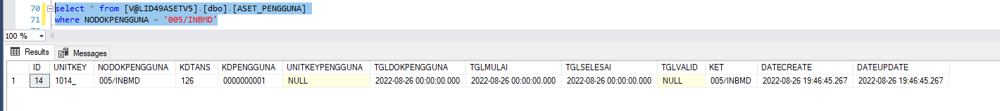 70 select * from [V@LID49ASETV5].[dbo].[ASET_PENGGUNA]
71 where NODOKPENGGUNA = '005/INBMD'
100 %
Results Messages
ID UNITKEY NODOKPENGGUNA KDTANS KDPENGGUNA UNITKEYPENGGUNA TGLDOKPENGGUNA TGLMULAI TGLSELESAI TGLVALID KET DATECREATE DATEUPDATE
1 14 1014_ 005/INBMD 126 0000000001 NULL 2022-08-26 00:00:00.000 2022-08-26 00:00:00.000 2022-08-26 00:00:00.000 NULL 005/INBMD 2022-08-26 19:46:45.267 2022-08-26 19:46:45.267